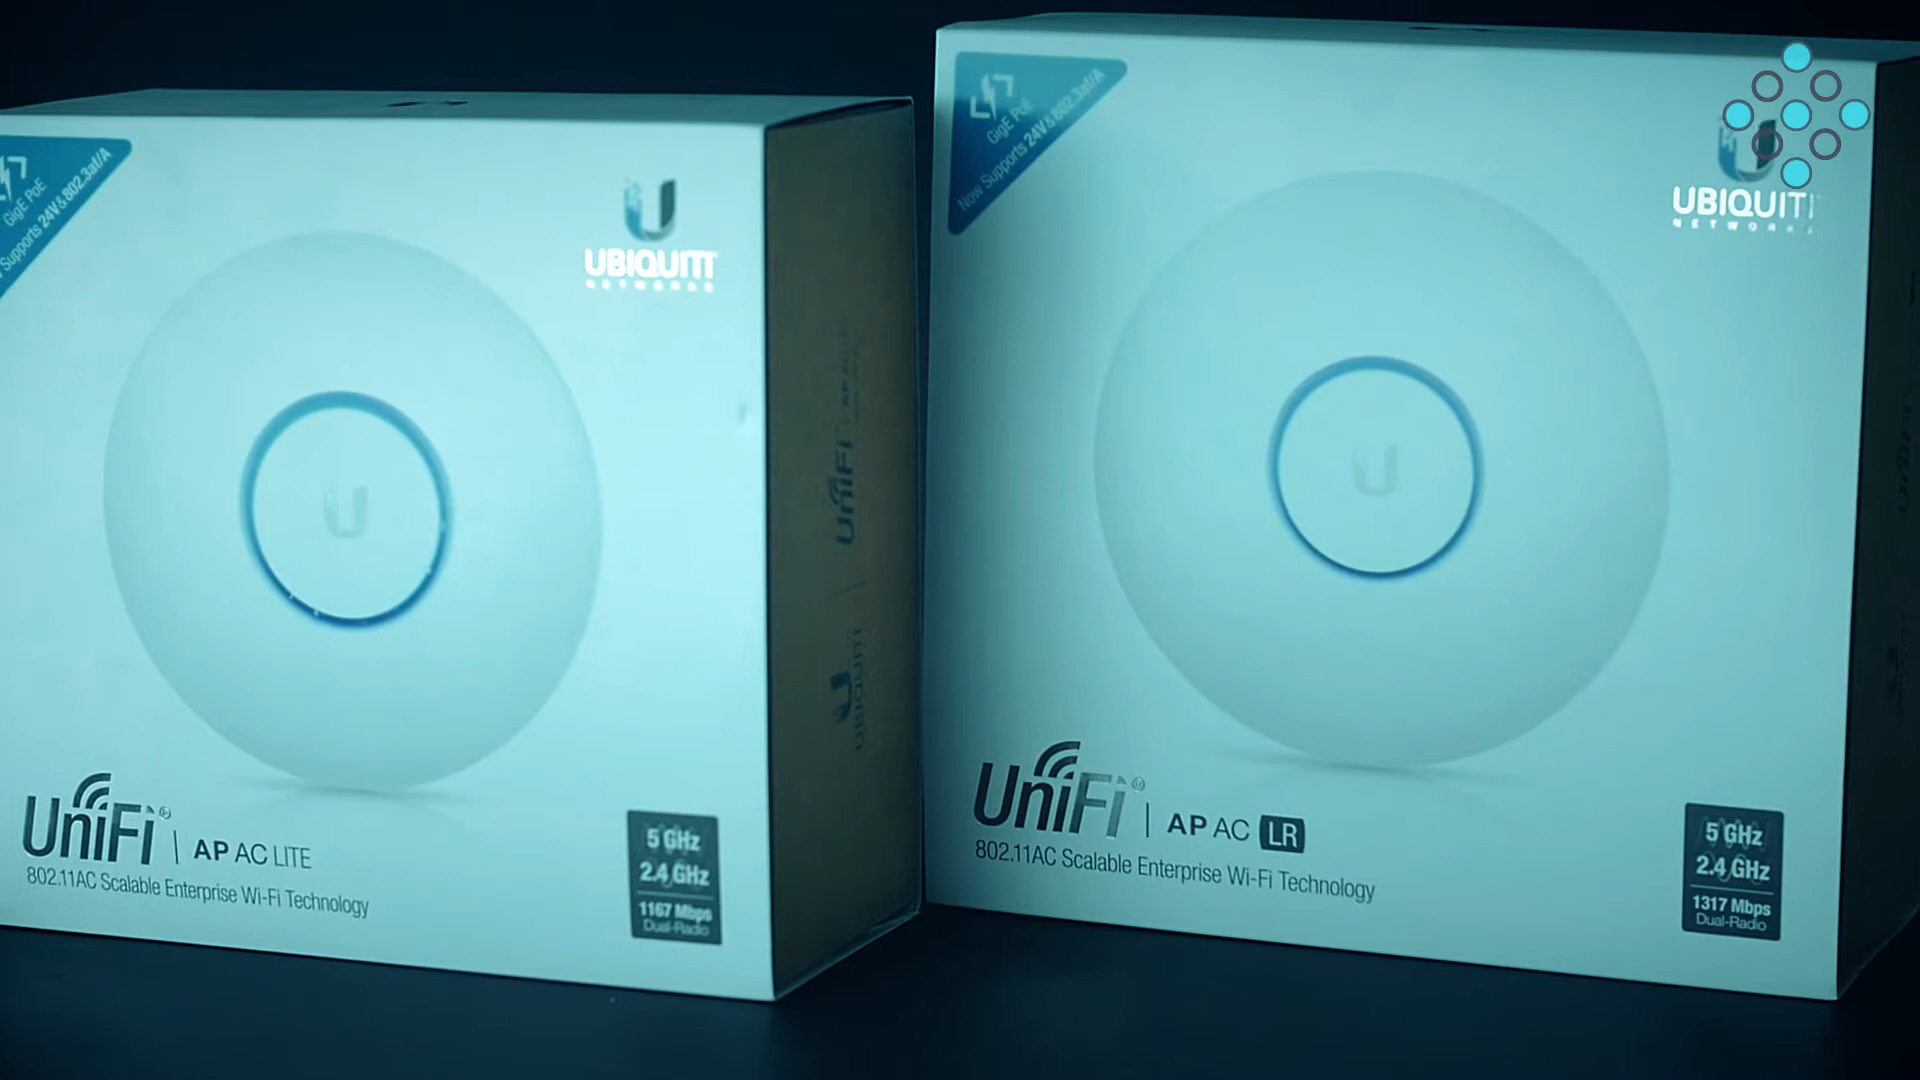 GigE PoE
Supports 24V & 802.3af/A
UBIQUITI
NETWORKS
UniFi® | AP AC LITE
802.11AC Scalable Enterprise Wi-Fi Technology
5 GHz
2.4 GHz
1167 Mbps
Dual-Radio
UniFi
UBIQUITI
GigE PoE
Now Supports 24V & 802.3af/A
UBIQUITI
NETWORKS
UniFi® | AP AC LR
802.11AC Scalable Enterprise Wi-Fi Technology
5 GHz
2.4 GHz
1317 Mbps
Dual-Radio